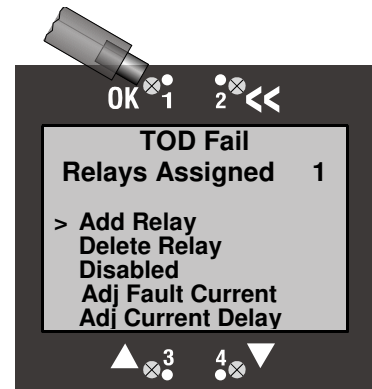 OK 1 2 <<
TOD Fail
Relays Assigned 1
> Add Relay
Delete Relay
Disabled
Adj Fault Current
Adj Current Delay
3 4